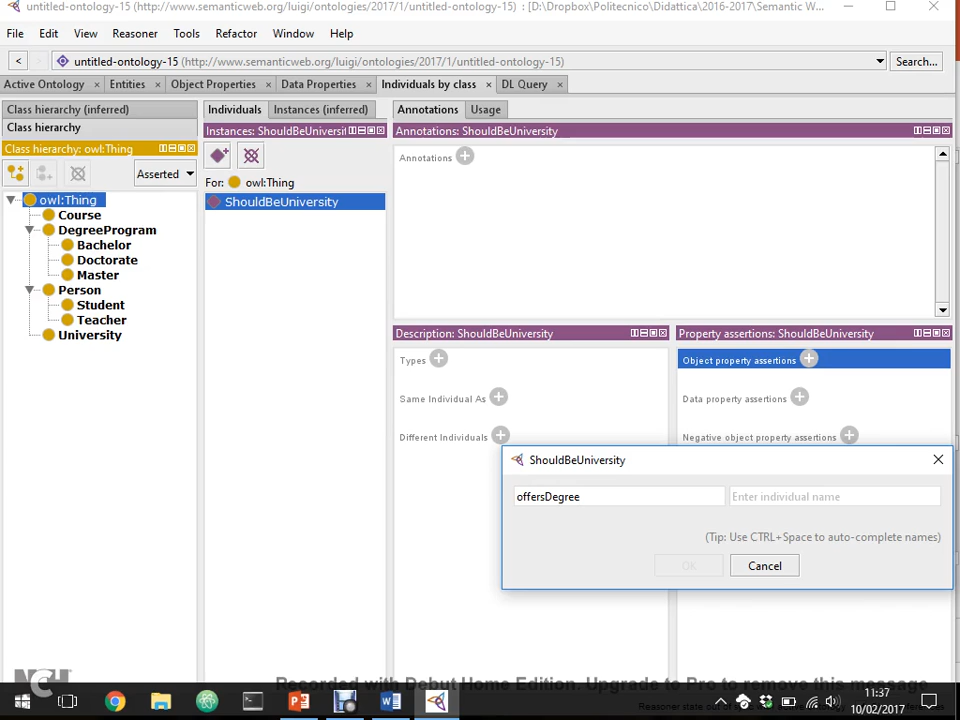 untitled-ontology-15 (http://www.semanticweb.org/luigi/ontologies/2017/1/untitled-ontology-15) : [D:\Dropbox\Politecnico\Didattica\2016-2017\Semantic W...
File Edit View Reasoner Tools Refactor Window Help
< > untitled-ontology-15 (http://www.semanticweb.org/luigi/ontologies/2017/1/untitled-ontology-15) Search...
Active Ontology × Entities × Object Properties × Data Properties × Individuals by class × DL Query ×
Class hierarchy (inferred)
Class hierarchy
Class hierarchy: owl:Thing
Asserted
owl:Thing
Course
DegreeProgram
Bachelor
Doctorate
Master
Person
Student
Teacher
University
Individuals Instances (inferred)
Instances: ShouldBeUniversit
For: owl:Thing
ShouldBeUniversity
Annotations Usage
Annotations: ShouldBeUniversity
Annotations
Description: ShouldBeUniversity
Types
Same Individual As
Different Individuals
Property assertions: ShouldBeUniversity
Object property assertions
Data property assertions
Negative object property assertions
ShouldBeUniversity
offersDegree Enter individual name
(Tip: Use CTRL+Space to auto-complete names)
OK Cancel
NCH
Recorded with Debut Home Edition. Upgrade to Pro to remove this message
11:37
10/02/2017